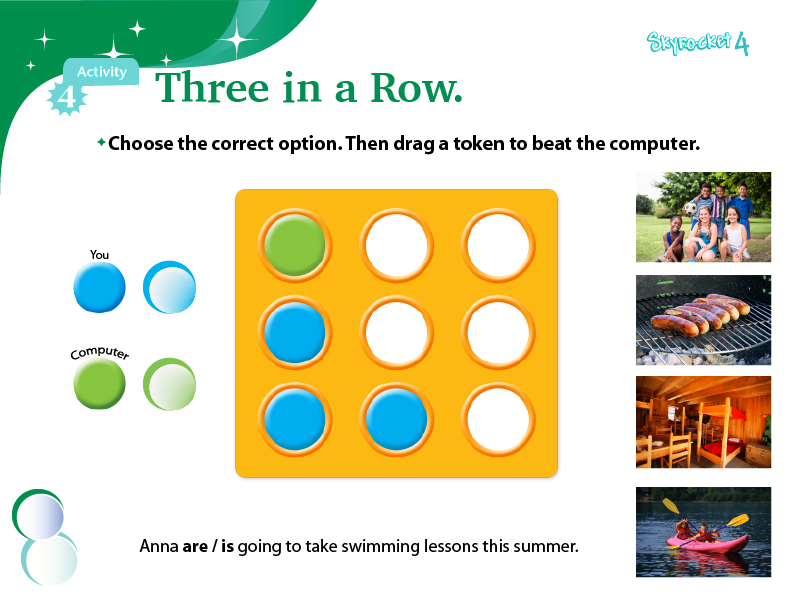 Skyrocket 4
Activity
4
Three in a Row.
Choose the correct option. Then drag a token to beat the computer.
You
Computer
Anna are / is going to take swimming lessons this summer.